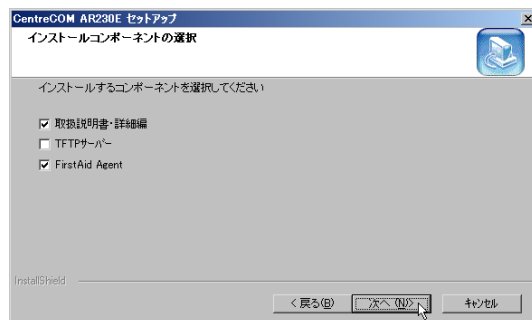 CentreCOM AR230E セットアップ
インストールコンポーネントの選択
インストールするコンポーネントを選択してください
取扱説明書・詳細編
TFTPサーバー
FirstAid Agent
InstallShield
< 戻る(B) 次へ (N)> キャンセル